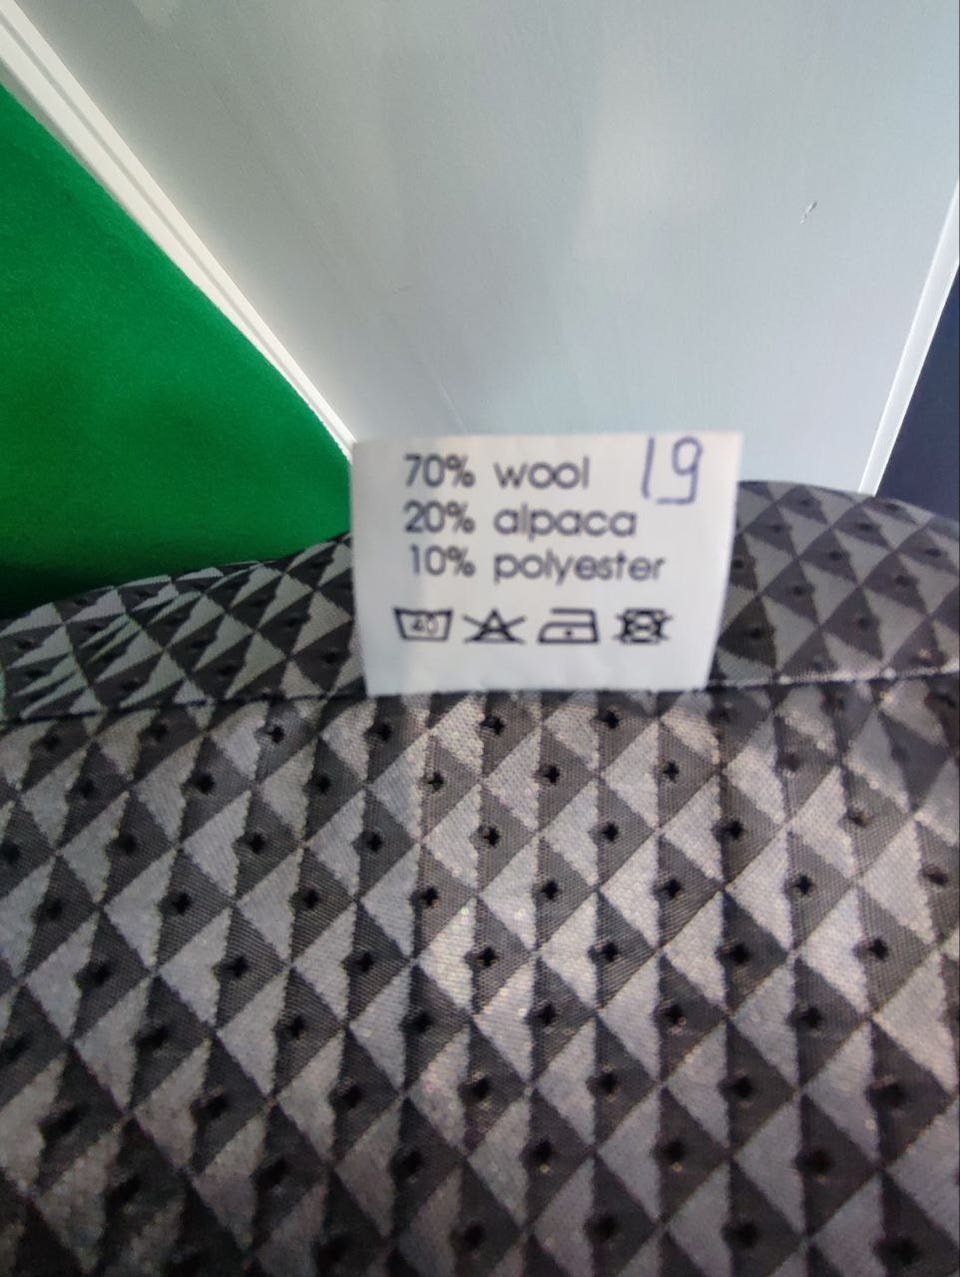 70% wool 19
20% alpaca
10% polyester
40